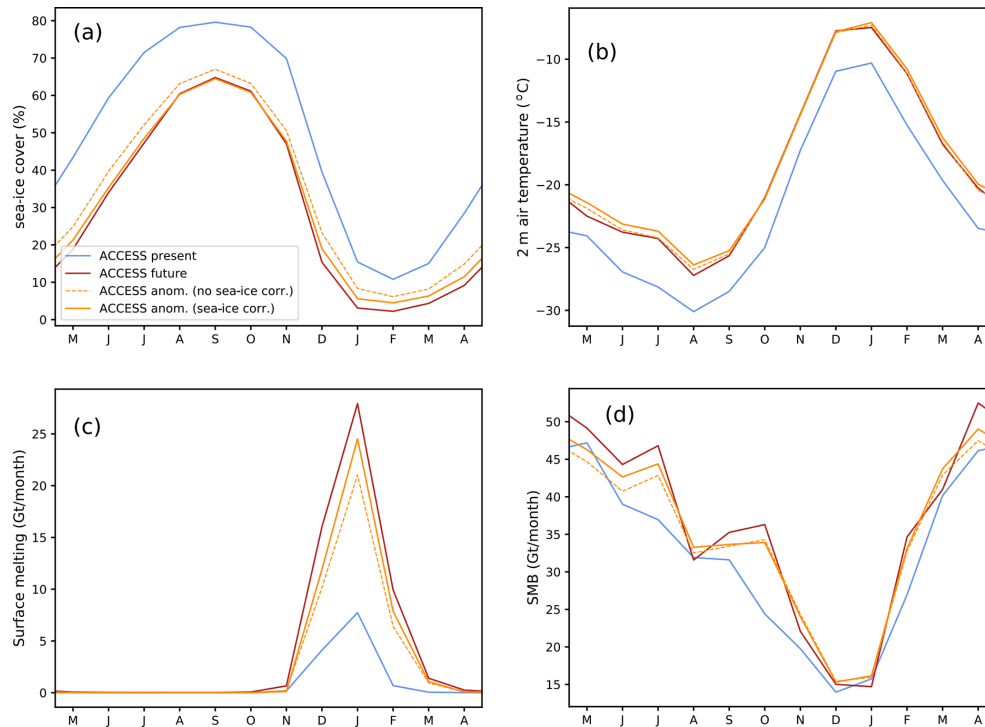 (a)
sea-ice cover (%)
80
70
60
50
40
30
20
10
0
M J J A S O N D J F M A
ACCESS present
ACCESS future
ACCESS anom. (no sea-ice corr.)
ACCESS anom. (sea-ice corr.)
(b)
2 m air temperature (°C)
−10
−15
−20
−25
−30
M J J A S O N D J F M A
(c)
Surface melting (Gt/month)
25
20
15
10
5
0
M J J A S O N D J F M A
(d)
SMB (Gt/month)
50
45
40
35
30
25
20
15
M J J A S O N D J F M A